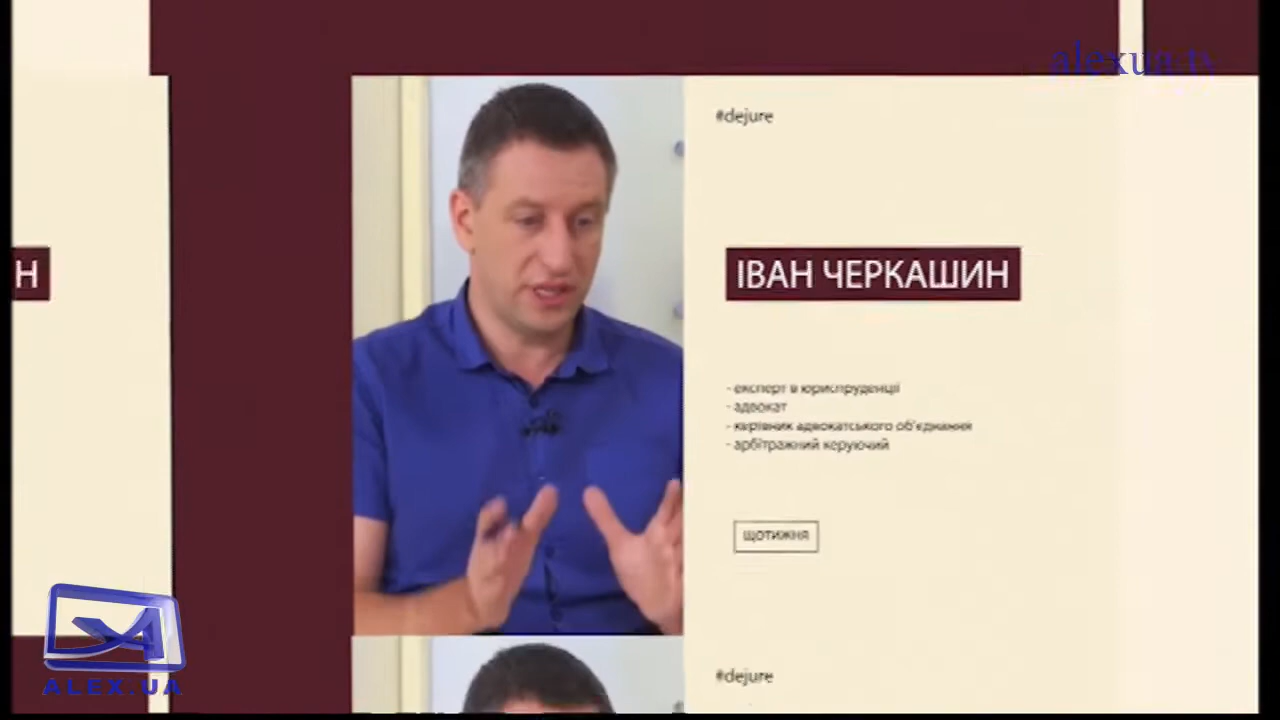 alexua.tv
#dejure
Н
ІВАН ЧЕРКАШИН
- експерт в юриспруденції
- адвокат
- керівник адвокатського об'єднання
- арбітражний керуючий
ЩОТИЖНЯ
ALEX.UA
#dejure